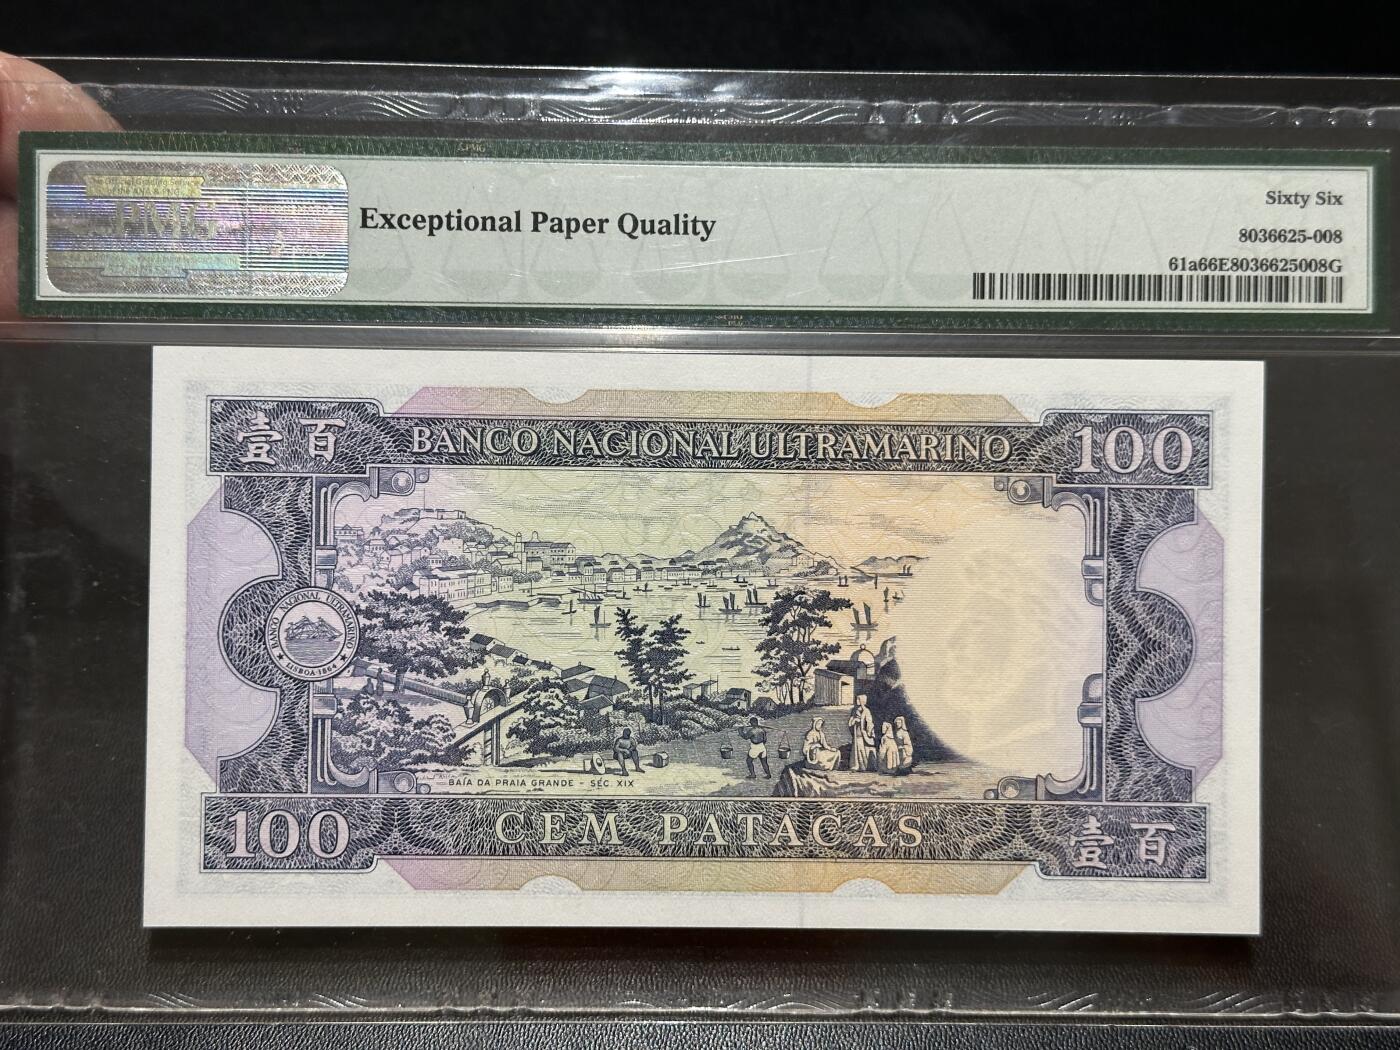 PMG
Exceptional Paper Quality
Sixty Six
8036625-008
61a66E8036625008G
壹百
BANCO NACIONAL ULTRAMARINO
100
BANCO NACIONAL ULTRAMARINO
LISBOA 1864
BAÍA DA PRAIA GRANDE - SÉC. XIX
100
CEM PATACAS
壹百